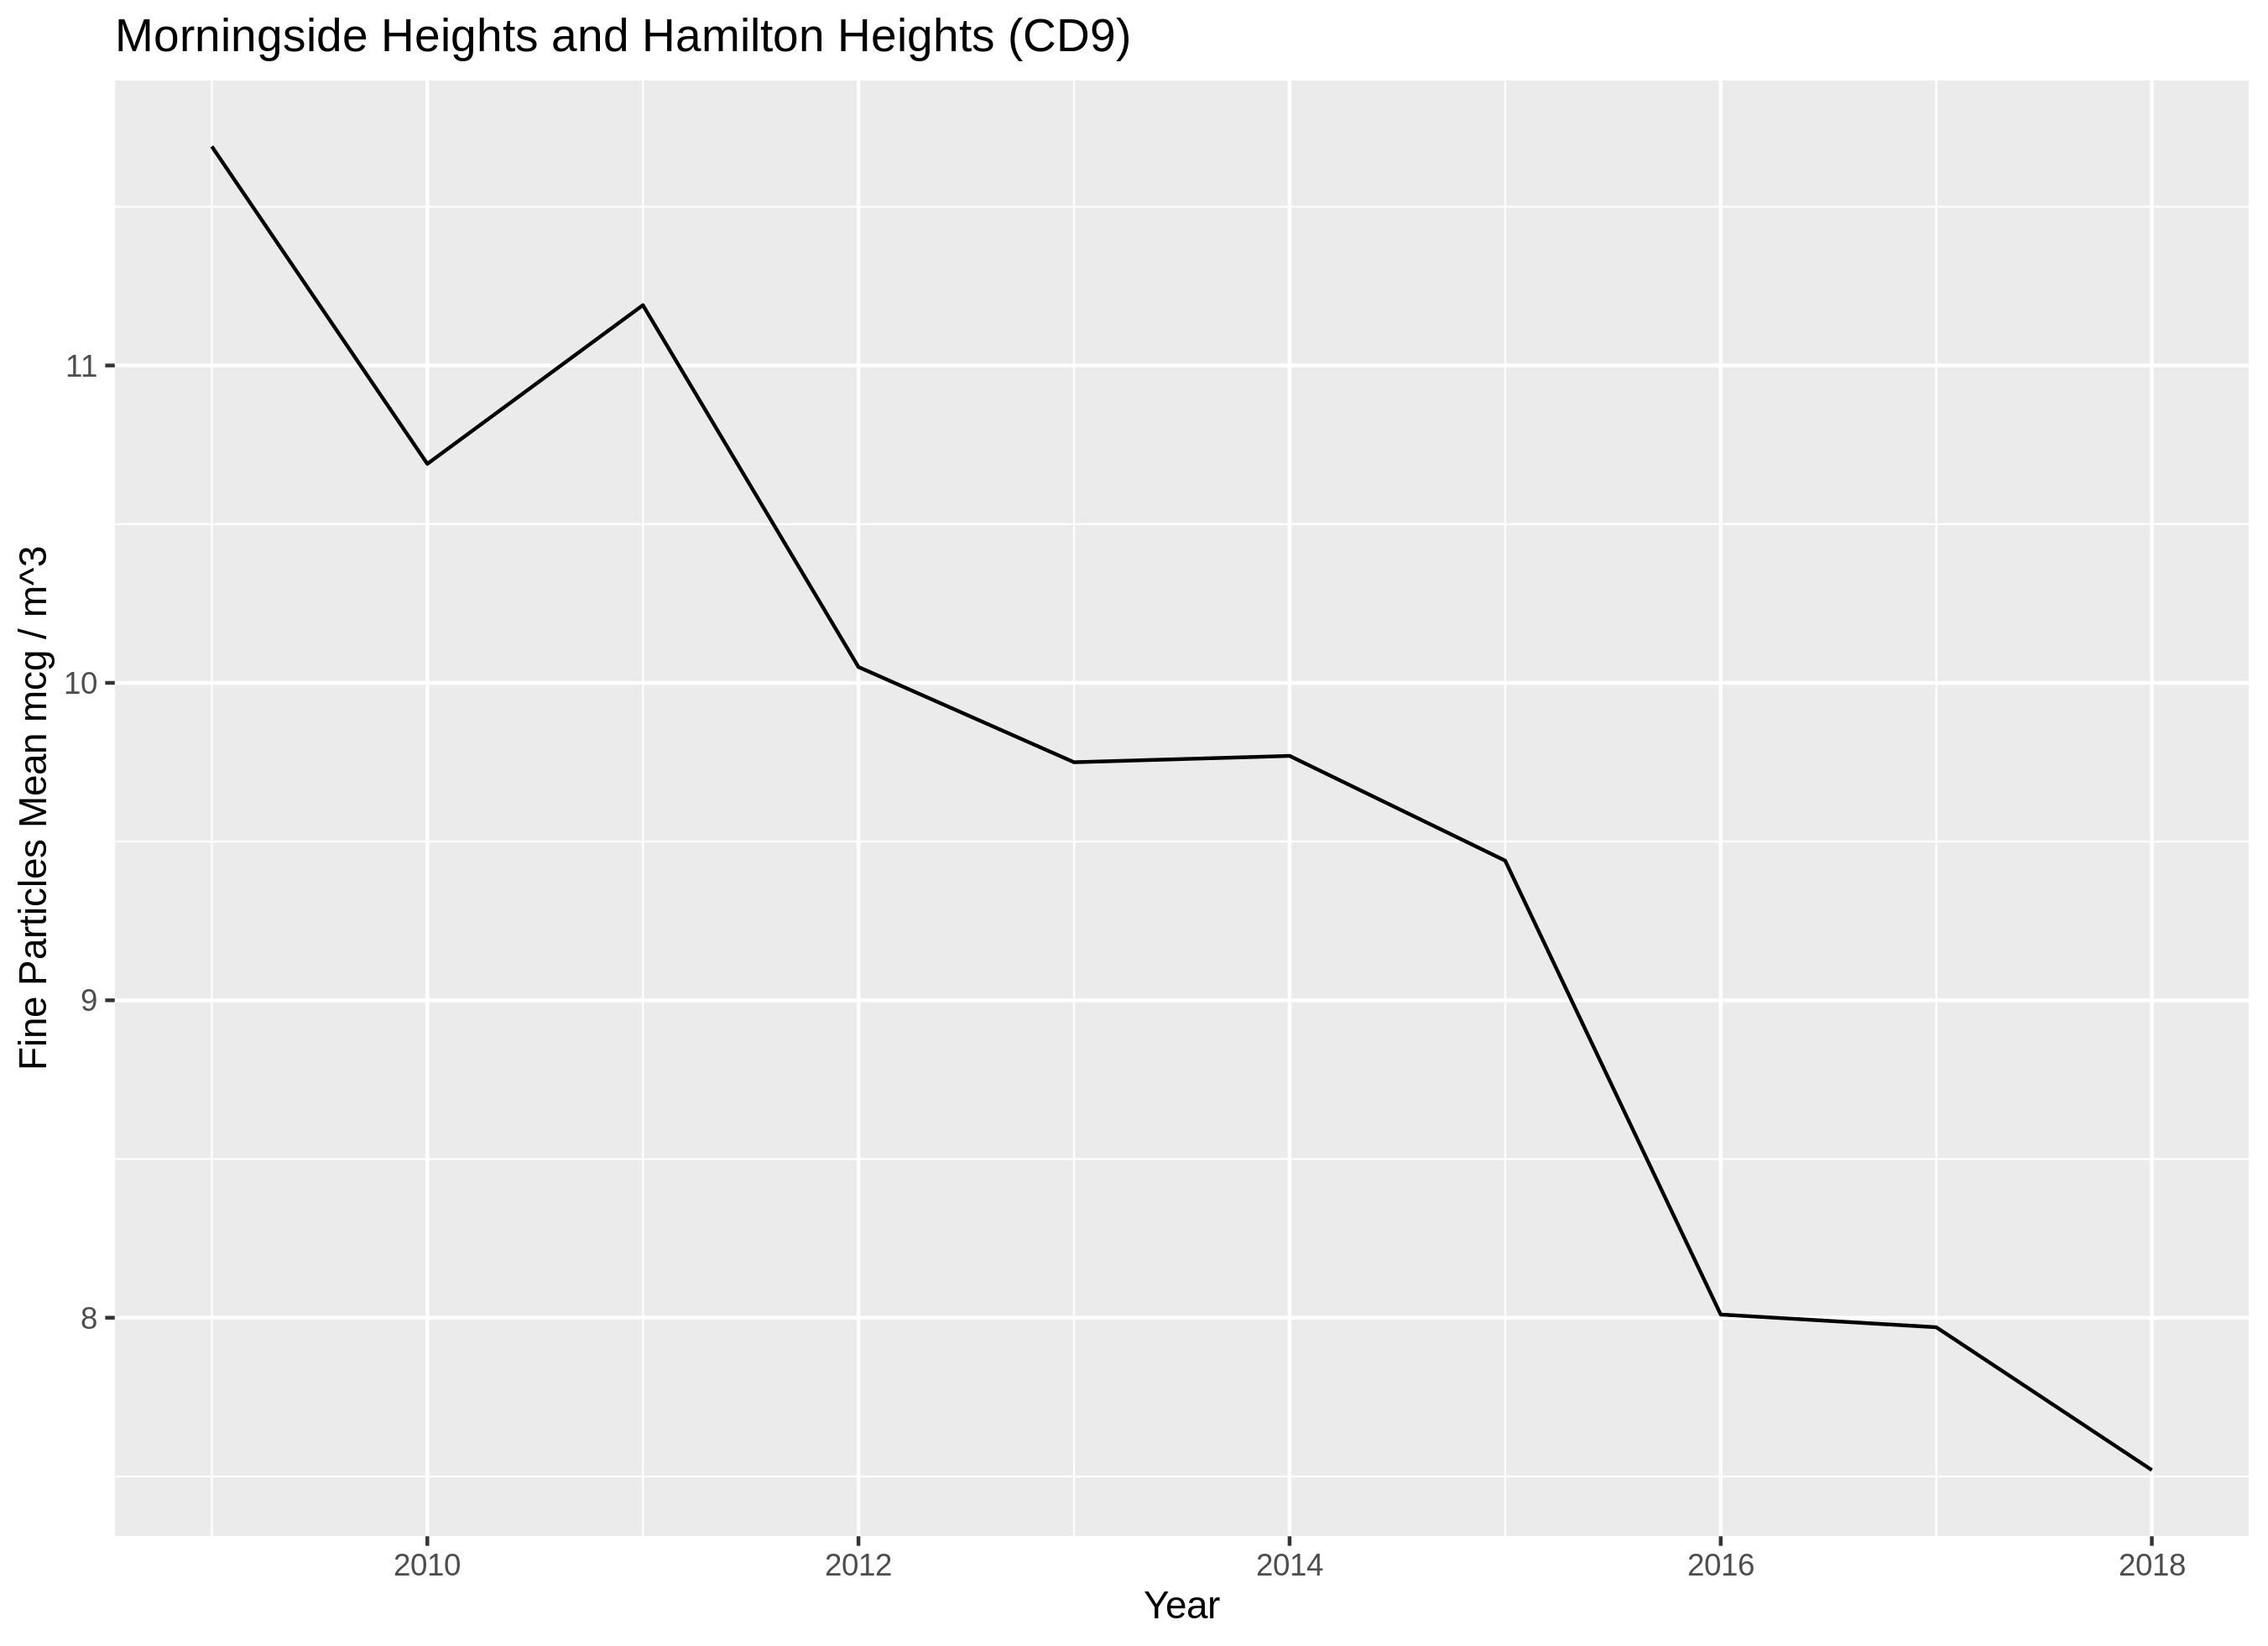 Morningside Heights and Hamilton Heights (CD9)
Fine Particles Mean mcg / m^3
11
10
9
8
2010 2012 2014 2016 2018
Year